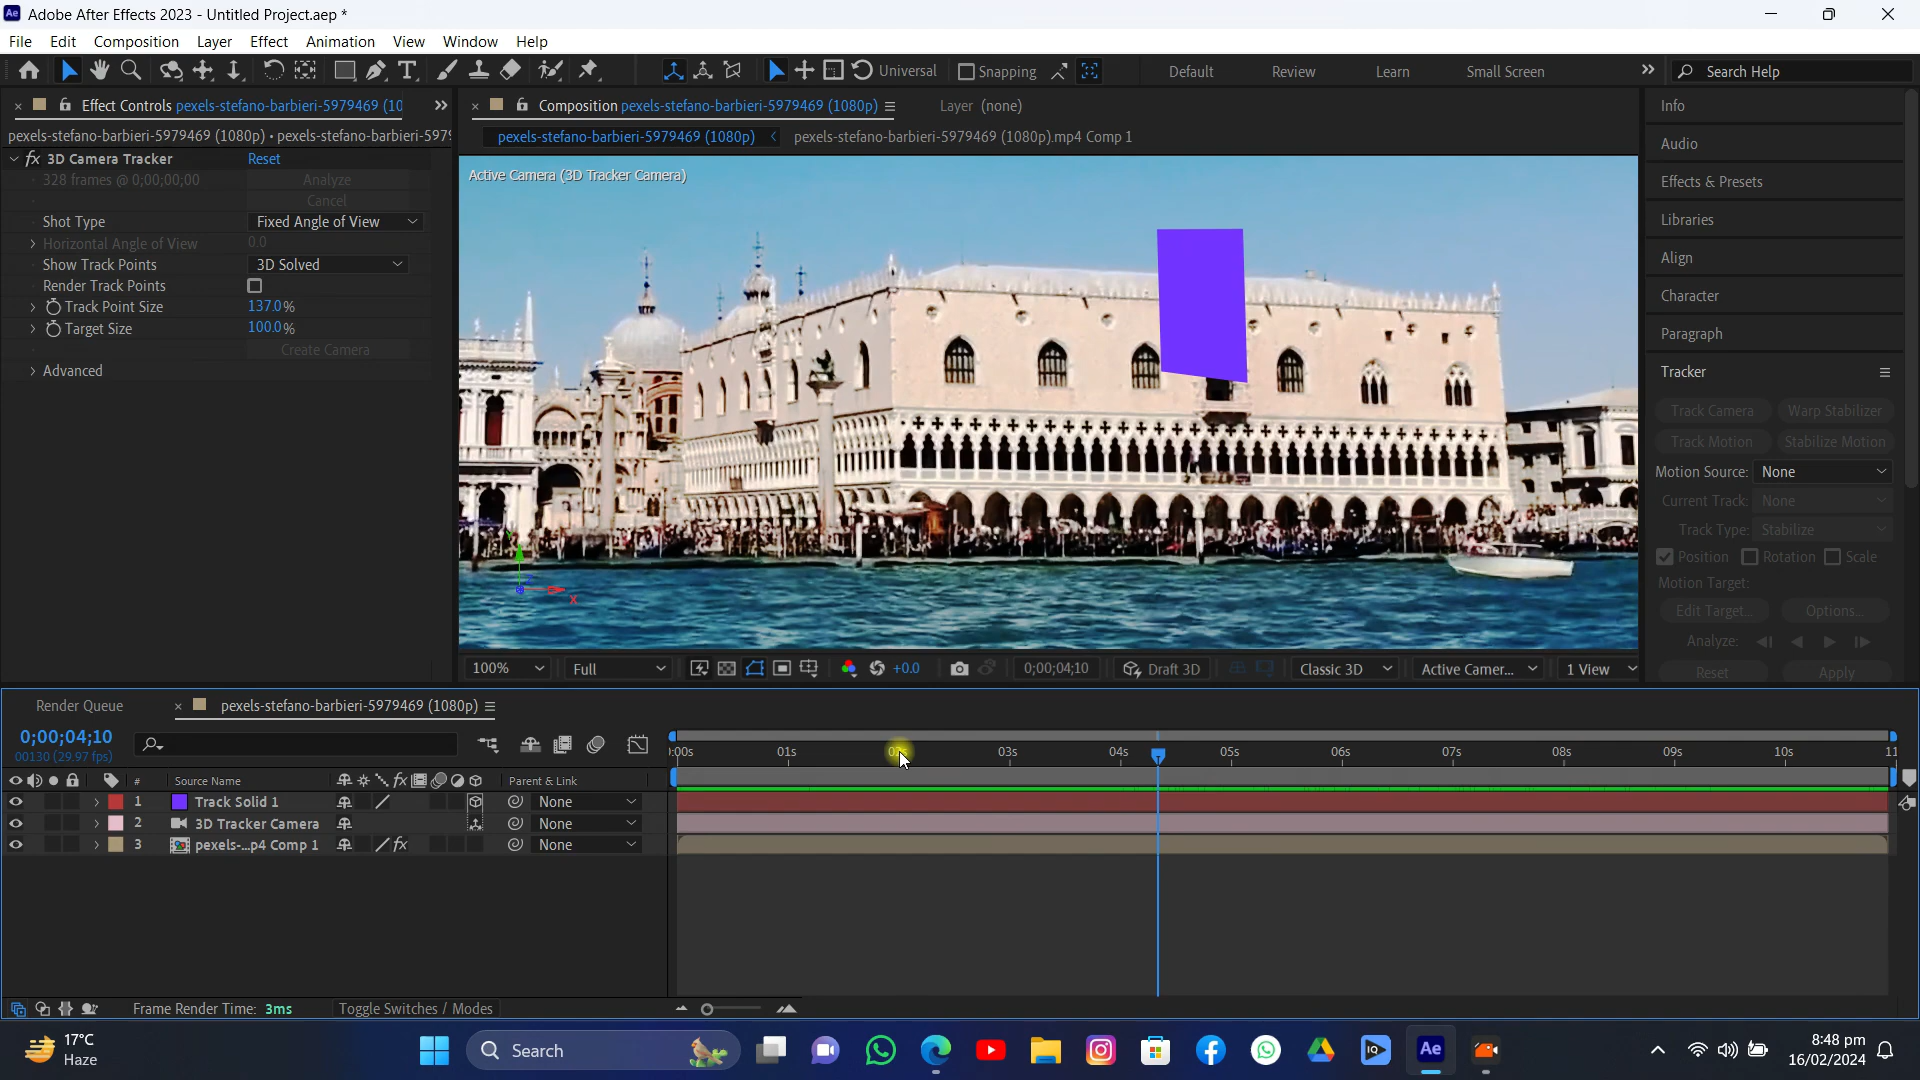 Adobe After Effects 2023 - Untitled Project.aep *
File Edit Composition Layer Effect Animation View Window Help
Universal Snapping Default Review Learn Small Screen Search Help
Effect Controls pexels-stefano-barbieri-5979469 (10
Composition pexels-stefano-barbieri-5979469 (1080p) Layer (none)
Info
pexels-stefano-barbieri-5979469 (1080p) • pexels-stefano-barbieri-5979
pexels-stefano-barbieri-5979469 (1080p) pexels-stefano-barbieri-5979469 (1080p).mp4 Comp 1
Audio
fx 3D Camera Tracker Reset
Active Camera (3D Tracker Camera)
328 frames @ 0;00;00;00 Analyze
Effects & Presets
Cancel
Shot Type Fixed Angle of View
Libraries
Horizontal Angle of View 0.0
Show Track Points 3D Solved
Align
Render Track Points
Character
Track Point Size 137.0%
Target Size 100.0%
Paragraph
Create Camera
Advanced
Tracker
Track Camera Warp Stabilizer
Track Motion Stabilize Motion
Motion Source: None
Current Track: None
Track Type: Stabilize
Position Rotation Scale
Motion Target:
Edit Target... Options...
Analyze:
Reset Apply
Y
Z
X
100% Full +0.0 0;00;04;10 Draft 3D Classic 3D Active Camer... 1 View
Render Queue pexels-stefano-barbieri-5979469 (1080p)
0;00;04;10
00130 (29.97 fps)
:00s 01s 02s 03s 04s 05s 06s 07s 08s 09s 10s 11
# Source Name fx Parent & Link
1 Track Solid 1 None
2 3D Tracker Camera None
3 pexels-...p4 Comp 1 fx None
Frame Render Time: 3ms Toggle Switches / Modes
17°C
Haze
Search
IQ
Ae
8:48 pm
16/02/2024